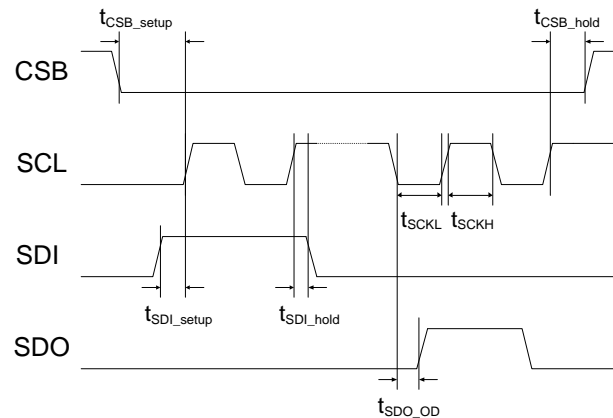 tCSB_setup
tCSB_hold
CSB
SCL
tSCKL
tSCKH
SDI
tSDI_setup
tSDI_hold
SDO
tSDO_OD